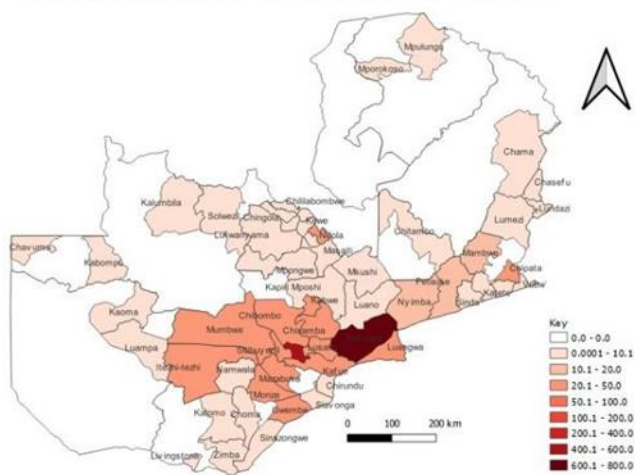 Mpulungu
Mporokoso
Chama
Chasefu
Lundazi
Lumezi
Chililabombwe
Kalumbila
Solwezi
Chingola
Kitwe
Ndola
Lufwanyama
Masaiti
Chitambo
Mambwe
Chavuma
Kabompo
Mpongwe
Mkushi
Petauke
Chipata
Kapiri Mposhi
Katete
Vubwi
Kabwe
Luano
Nyimba
Sinda
Kaoma
Chibombo
Mumbwa
Chisamba
Luampa
Shibuyunji
Lusaka
Luangwa
Itezhi-tezhi
Kafue
Namwala
Mazabuka
Chirundu
Monze
Siavonga
Kalomo
Choma
Gwembe
Sinazongwe
Livingstone
Zimba
0 100 200 km
Key
0.0 - 0.0
0.0001 - 10.1
10.1 - 20.0
20.1 - 50.0
50.1 - 100.0
100.1 - 200.0
200.1 - 400.0
400.1 - 600.0
600.1 - 800.0